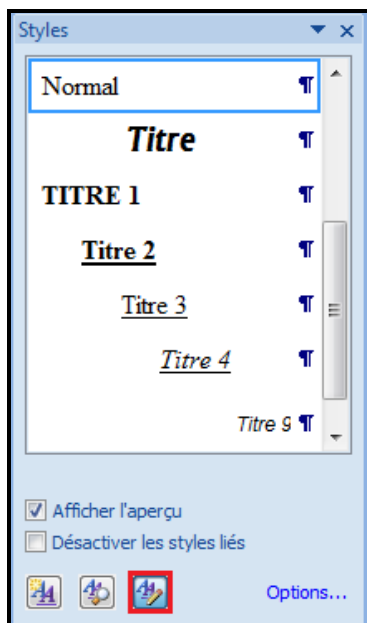 Styles
Normal ¶
Titre ¶
TITRE 1 ¶
Titre 2 ¶
Titre 3 ¶
Titre 4 ¶
Titre 9 ¶
Afficher l'aperçu
Désactiver les styles liés
Options...